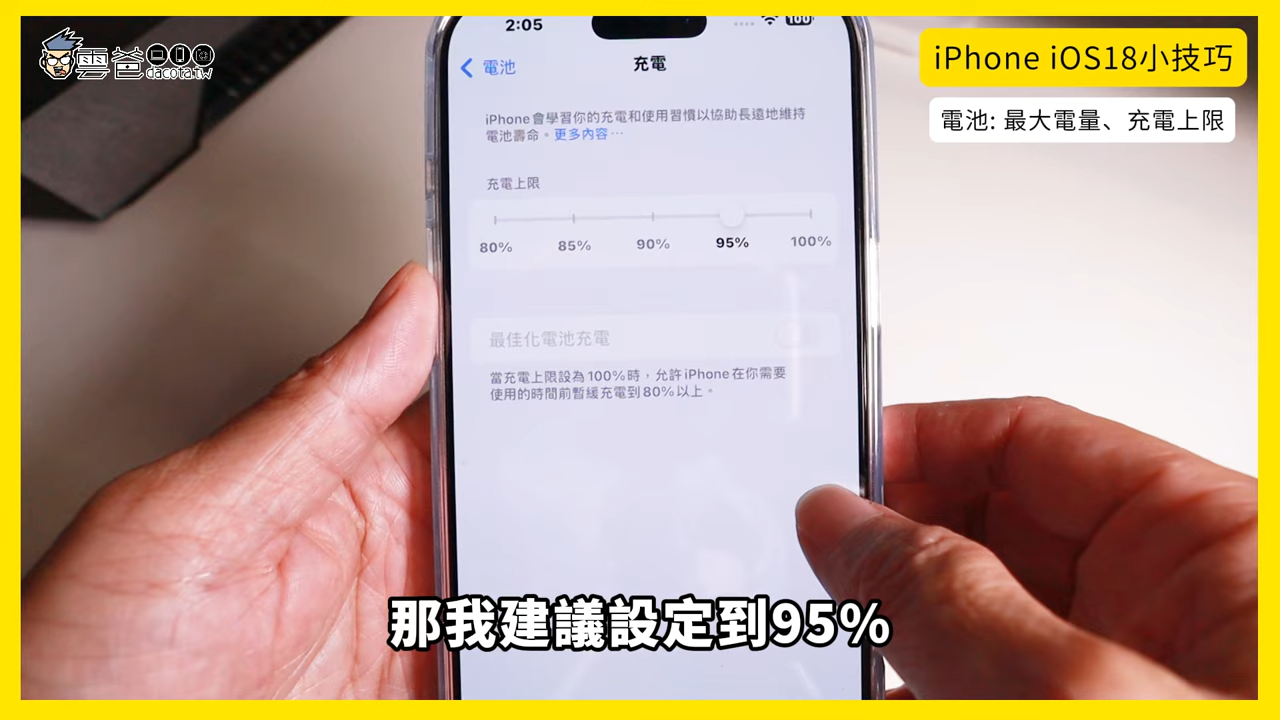 雲爸
dacota.tw
iPhone iOS18小技巧
電池: 最大電量、充電上限
2:05
100
電池
充電
iPhone會學習你的充電和使用習慣以協助長遠地維持
電池壽命。更多內容⋯
充電上限
80% 85% 90% 95% 100%
最佳化電池充電
當充電上限設為100%時，允許iPhone在你需要
使用的時間前暫緩充電到80%以上。
那我建議設定到95%